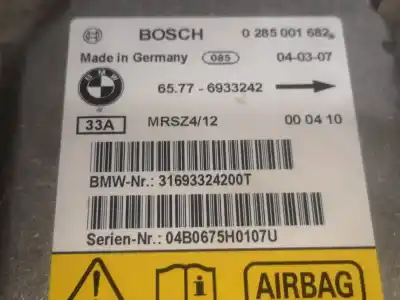 BOSCH 0 285 001 682
Made in Germany 085 04-03-07
BMW
65.77 - 6933242
33A MRSZ4/12 00 04 10
BMW-Nr.: 31693324200T
Serien-Nr.: 04B0675H0107U
! i AIRBAG